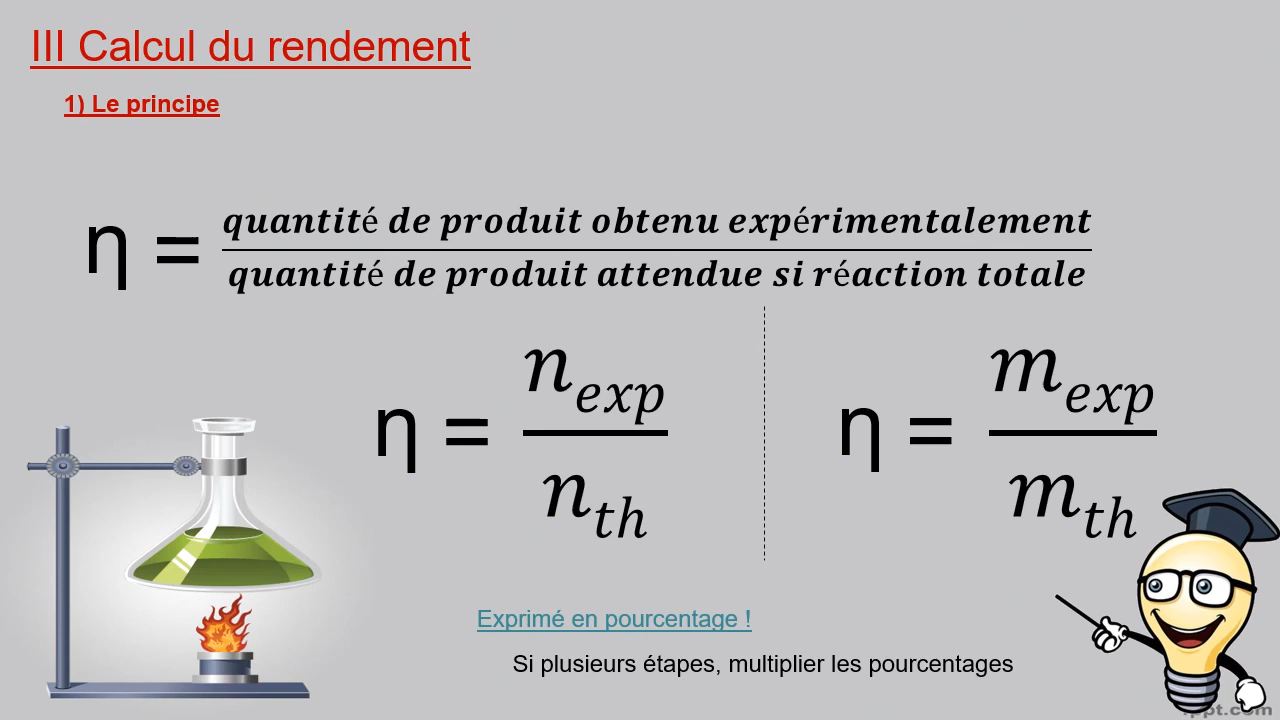 III Calcul du rendement
1) Le principe
η = quantité de produit obtenu expérimentalement
quantité de produit attendue si réaction totale
η = n_exp / n_th
η = m_exp / m_th
Exprimé en pourcentage !
Si plusieurs étapes, multiplier les pourcentages